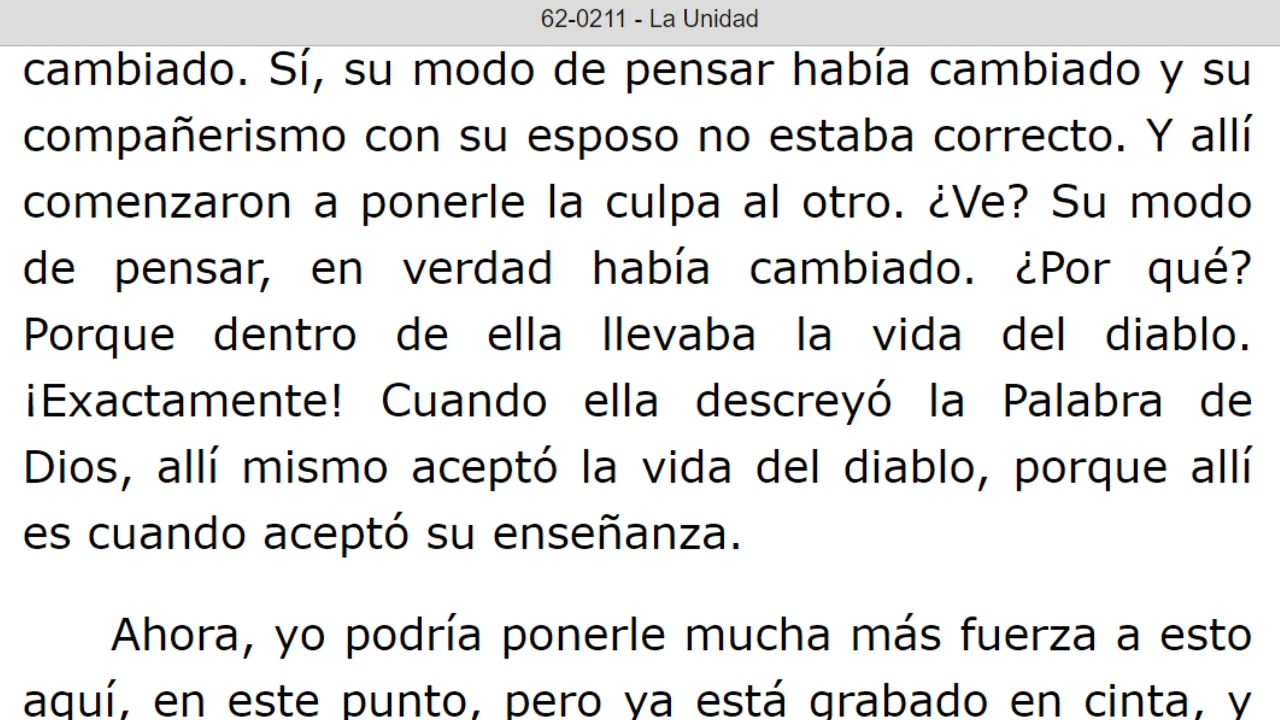 62-0211 - La Unidad
cambiado. Sí, su modo de pensar había cambiado y su
compañerismo con su esposo no estaba correcto. Y allí
comenzaron a ponerle la culpa al otro. ¿Ve? Su modo
de pensar, en verdad había cambiado. ¿Por qué?
Porque dentro de ella llevaba la vida del diablo.
¡Exactamente! Cuando ella descreyó la Palabra de
Dios, allí mismo aceptó la vida del diablo, porque allí
es cuando aceptó su enseñanza.
Ahora, yo podría ponerle mucha más fuerza a esto
aquí, en este punto, pero ya está grabado en cinta, y